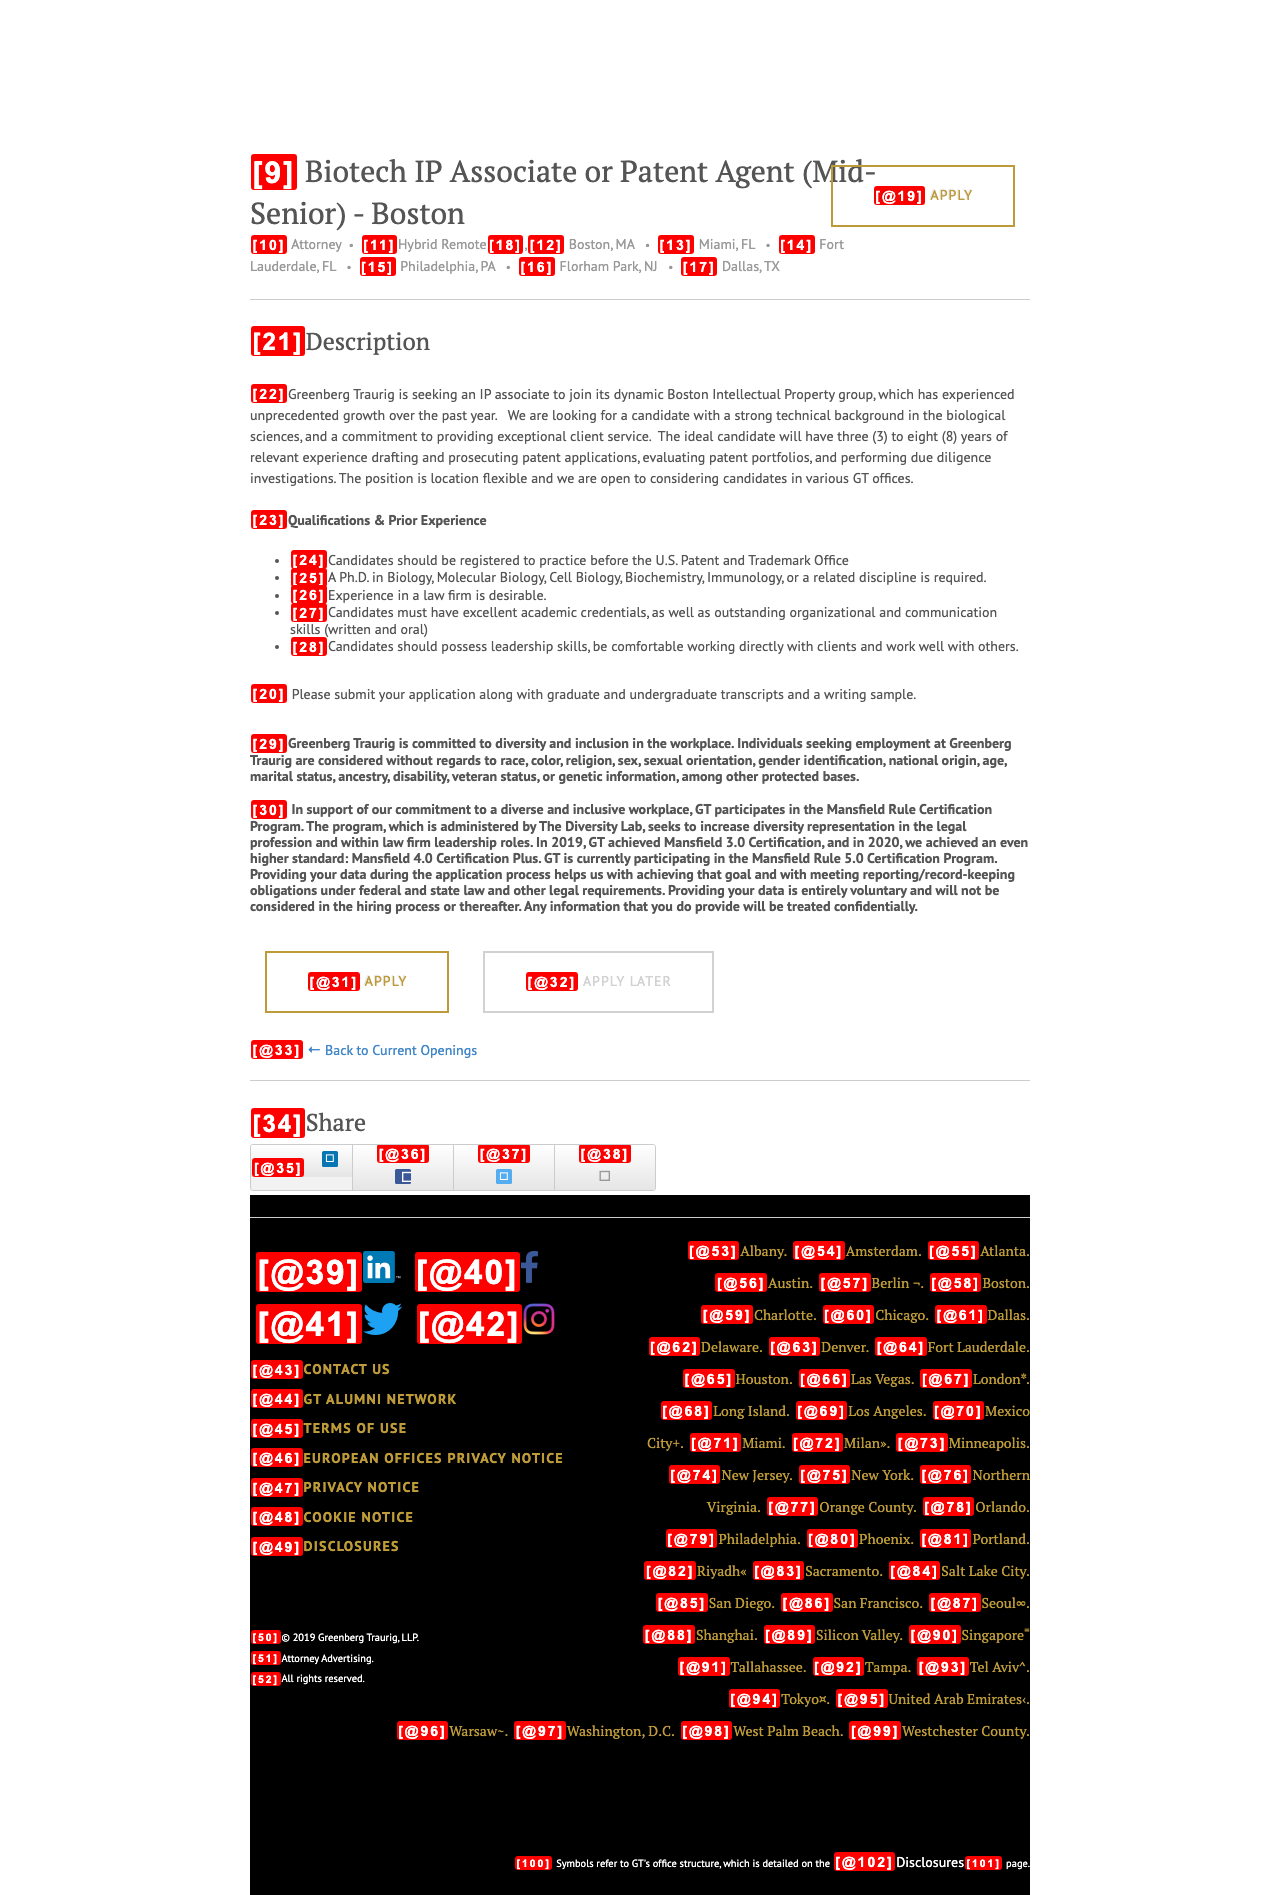 [9] Biotech IP Associate or Patent Agent (Mid-
Senior) - Boston
[@19] APPLY
[10] Attorney • [11]Hybrid Remote[18],[12] Boston, MA • [13] Miami, FL • [14] Fort
Lauderdale, FL • [15] Philadelphia, PA • [16] Florham Park, NJ • [17] Dallas, TX
[21]Description
[22]Greenberg Traurig is seeking an IP associate to join its dynamic Boston Intellectual Property group, which has experienced
unprecedented growth over the past year. We are looking for a candidate with a strong technical background in the biological
sciences, and a commitment to providing exceptional client service. The ideal candidate will have three (3) to eight (8) years of
relevant experience drafting and prosecuting patent applications, evaluating patent portfolios, and performing due diligence
investigations. The position is location flexible and we are open to considering candidates in various GT offices.
[23]Qualifications & Prior Experience
• [24]Candidates should be registered to practice before the U.S. Patent and Trademark Office
• [25]A Ph.D. in Biology, Molecular Biology, Cell Biology, Biochemistry, Immunology, or a related discipline is required.
• [26]Experience in a law firm is desirable.
• [27]Candidates must have excellent academic credentials, as well as outstanding organizational and communication
skills (written and oral)
• [28]Candidates should possess leadership skills, be comfortable working directly with clients and work well with others.
[20] Please submit your application along with graduate and undergraduate transcripts and a writing sample.
[29]Greenberg Traurig is committed to diversity and inclusion in the workplace. Individuals seeking employment at Greenberg
Traurig are considered without regards to race, color, religion, sex, sexual orientation, gender identification, national origin, age,
marital status, ancestry, disability, veteran status, or genetic information, among other protected bases.
[30] In support of our commitment to a diverse and inclusive workplace, GT participates in the Mansfield Rule Certification
Program. The program, which is administered by The Diversity Lab, seeks to increase diversity representation in the legal
profession and within law firm leadership roles. In 2019, GT achieved Mansfield 3.0 Certification, and in 2020, we achieved an even
higher standard: Mansfield 4.0 Certification Plus. GT is currently participating in the Mansfield Rule 5.0 Certification Program.
Providing your data during the application process helps us with achieving that goal and with meeting reporting/record-keeping
obligations under federal and state law and other legal requirements. Providing your data is entirely voluntary and will not be
considered in the hiring process or thereafter. Any information that you do provide will be treated confidentially.
[@31] APPLY [@32] APPLY LATER
[@33] ← Back to Current Openings
[34]Share
[@35] [@36] [@37] [@38]
[@39] in [@40] f
[@41] [@42]
[@43]CONTACT US
[@44]GT ALUMNI NETWORK
[@45]TERMS OF USE
[@46]EUROPEAN OFFICES PRIVACY NOTICE
[@47]PRIVACY NOTICE
[@48]COOKIE NOTICE
[@49]DISCLOSURES
[50]© 2019 Greenberg Traurig, LLP.
[51]Attorney Advertising.
[52]All rights reserved.
[@53]Albany. [@54]Amsterdam. [@55]Atlanta.
[@56]Austin. [@57]Berlin ¬. [@58]Boston.
[@59]Charlotte. [@60]Chicago. [@61]Dallas.
[@62]Delaware. [@63]Denver. [@64]Fort Lauderdale.
[@65]Houston. [@66]Las Vegas. [@67]London*.
[@68]Long Island. [@69]Los Angeles. [@70]Mexico
City+. [@71]Miami. [@72]Milan». [@73]Minneapolis.
[@74]New Jersey. [@75]New York. [@76]Northern
Virginia. [@77]Orange County. [@78]Orlando.
[@79]Philadelphia. [@80]Phoenix. [@81]Portland.
[@82]Riyadh« [@83]Sacramento. [@84]Salt Lake City.
[@85]San Diego. [@86]San Francisco. [@87]Seoul∞.
[@88]Shanghai. [@89]Silicon Valley. [@90]Singapore
[@91]Tallahassee. [@92]Tampa. [@93]Tel Aviv^.
[@94]Tokyo¤. [@95]United Arab Emirates‹.
[@96]Warsaw~. [@97]Washington, D.C. [@98]West Palm Beach. [@99]Westchester County.
[100] Symbols refer to GT's office structure, which is detailed on the [@102]Disclosures[101] page.